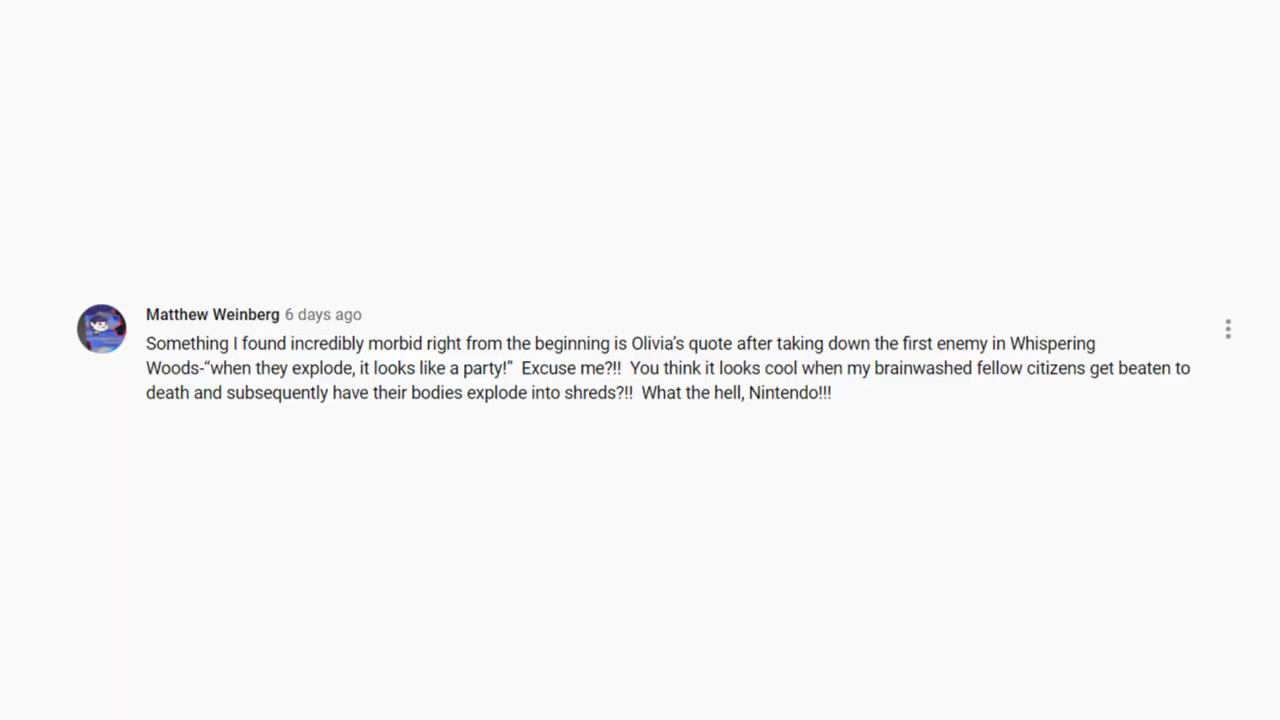 Matthew Weinberg 6 days ago
Something I found incredibly morbid right from the beginning is Olivia's quote after taking down the first enemy in Whispering
Woods-“when they explode, it looks like a party!”  Excuse me?!!  You think it looks cool when my brainwashed fellow citizens get beaten to
death and subsequently have their bodies explode into shreds?!!  What the hell, Nintendo!!!